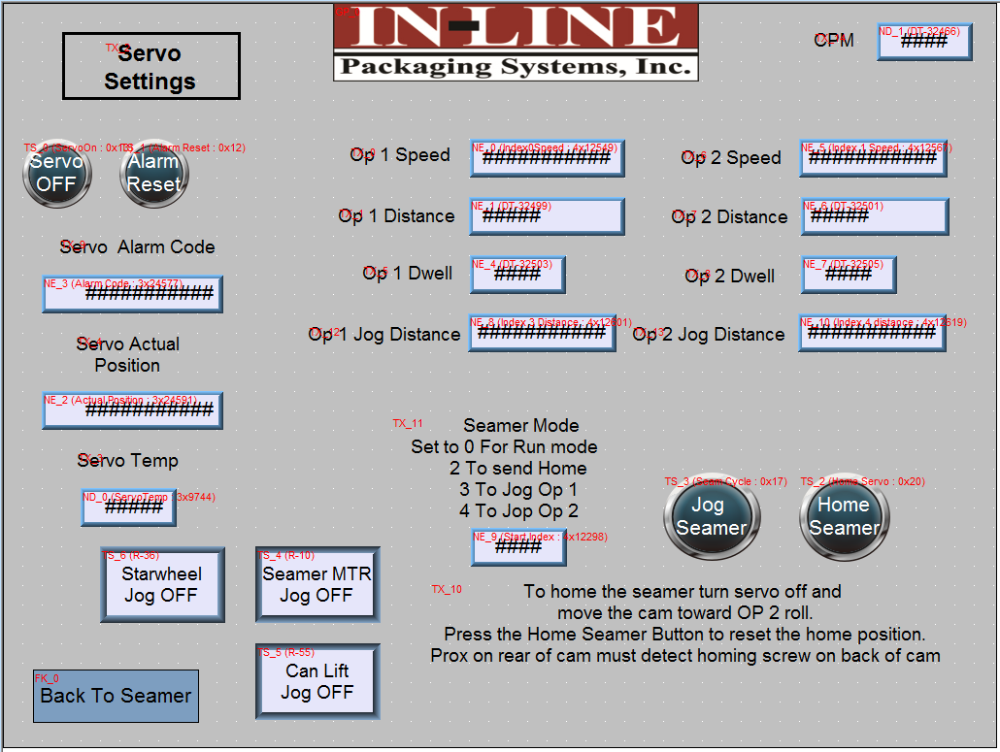 IN-LINE
Packaging Systems, Inc.
TX_
Servo
Settings
CPM
ND_1 (DT-32466)
####
TS_0 (ServoOn : 0x16)
Servo
OFF
TS_1 (Alarm Reset : 0x12)
Alarm
Reset
Op 1 Speed
NE_0 (Index0Speed : 4x12549)
###########
Op 2 Speed
NE_5 (Index 1 Speed : 4x12567)
###########
Op 1 Distance
NE_1 (DT-32499)
#####
TX_7
Op 2 Distance
NE_6 (DT-32501)
#####
TX_9
Servo Alarm Code
NE_3 (Alarm Code : 3x24577)
###########
TX_5
Op 1 Dwell
NE_4 (DT-32503)
####
TX_8
Op 2 Dwell
NE_7 (DT-32505)
####
TX_12
Op 1 Jog Distance
NE_8 (Index 3 Distance : 4x12601)
###########
TX_13
Op 2 Jog Distance
NE_10 (Index 4 distance : 4x12619)
###########
Servo Actual
Position
NE_2 (Actual Position : 3x24591)
###########
TX_3
Servo Temp
ND_0 (ServoTemp : 3x9744)
#####
TX_11
Seamer Mode
Set to 0 For Run mode
2 To send Home
3 To Jog Op 1
4 To Jop Op 2
NE_9 (Start Index : 4x12298)
####
TS_3 (Seam Cycle : 0x17)
Jog
Seamer
TS_2 (Home Servo : 0x20)
Home
Seamer
TS_6 (R-36)
Starwheel
Jog OFF
TS_4 (R-10)
Seamer MTR
Jog OFF
TX_10
To home the seamer turn servo off and
move the cam toward OP 2 roll.
Press the Home Seamer Button to reset the home position.
Prox on rear of cam must detect homing screw on back of cam
TS_5 (R-55)
Can Lift
Jog OFF
FK_0
Back To Seamer